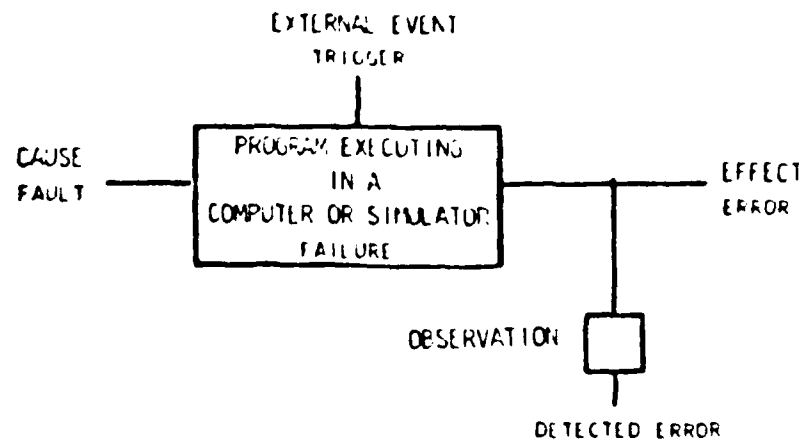 EXTERNAL EVENT
TRIGGER
CAUSE
FAULT
PROGRAM EXECUTING
IN A
COMPUTER OR SIMULATOR
FAILURE
EFFECT
ERROR
OBSERVATION
DETECTED ERROR